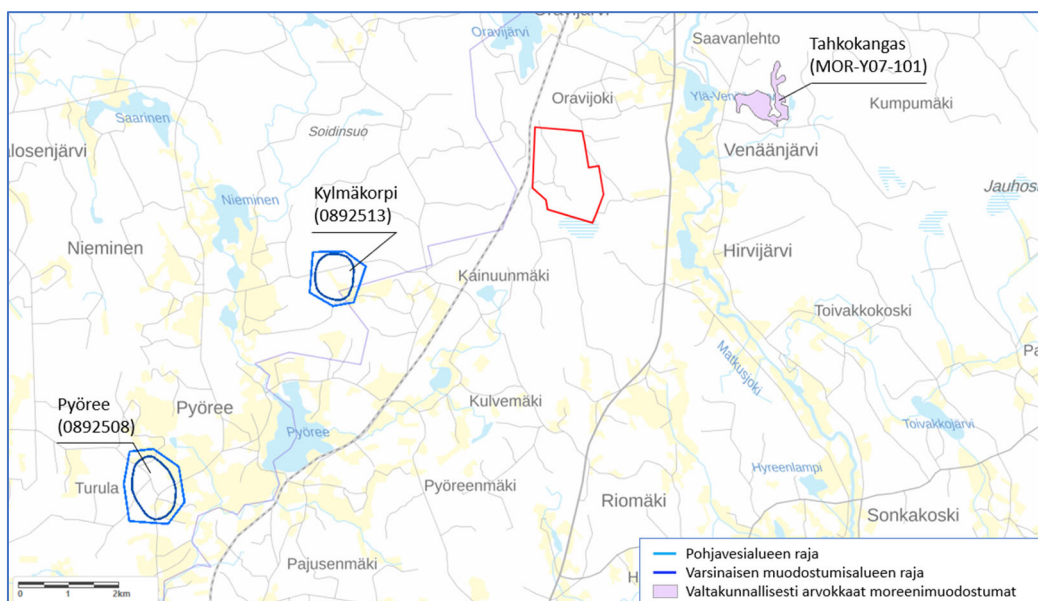 Oravijärvi
Oravijärvi
Saavanlehto
Tahkokangas
(MOR-Y07-101)
Oravijoki
Kumpumäki
Saarinen
Soidinsuo
alosenjärvi
Venäänjärvi
Kylmäkorpi
(0892513)
Nieminen
Jauhos
Nieminen
Hirvijärvi
Kainuunmäki
Toivakkokoski
Pa
Matkusjoki
Pyöree
(0892508)
Pyöree
Kulvemäki
Pyöree
Toivakkojärvi
Turula
Pyöreenmäki
Hyreenlampi
Riomäki
Sonkakoski
Pajusenmäki
H
0 1 2km
Pohjavesialueen raja
Varsinaisen muodostumisalueen raja
Valtakunnallisesti arvokkaat moreenimuodostumat